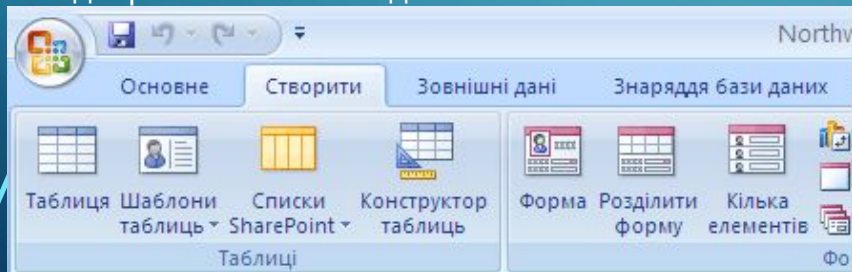 Northw
Основне Створити Зовнішні дані Знаряддя бази даних
Таблиця Шаблони таблиць Списки SharePoint Конструктор таблиць Форма Розділити форму Кілька елементів
Таблиці Фо